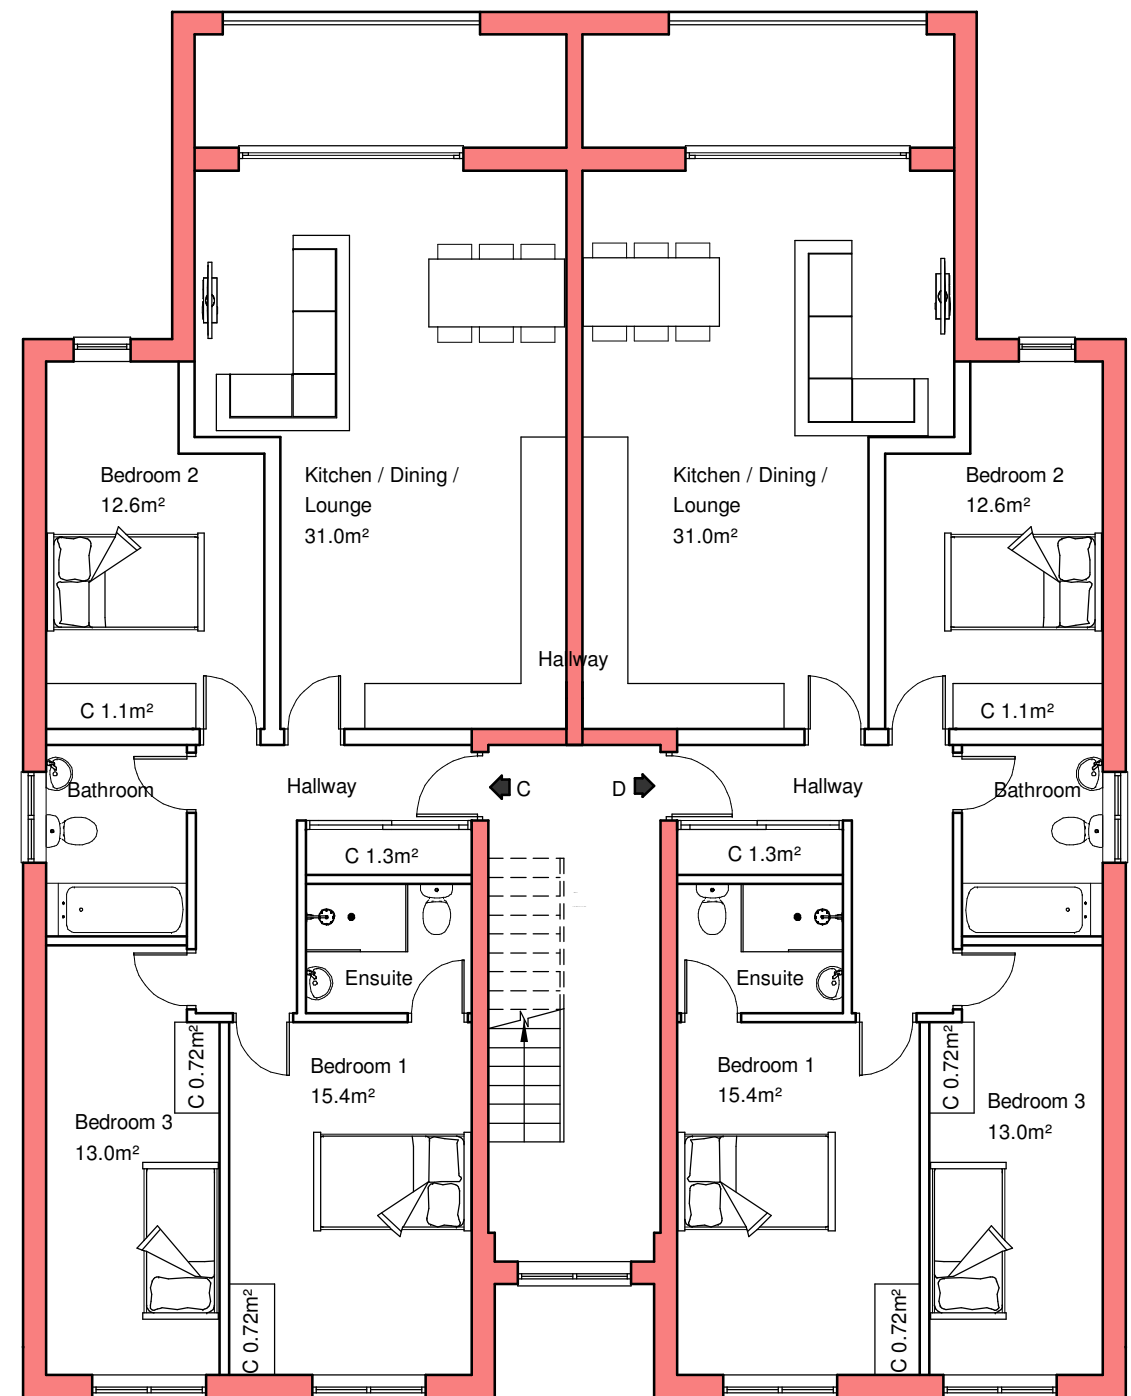 Bedroom 2
12.6m²
Kitchen / Dining /
Lounge
31.0m²
Kitchen / Dining /
Lounge
31.0m²
Bedroom 2
12.6m²
Hallway
C 1.1m²
C 1.1m²
Bathroom
Hallway
C
D
Hallway
Bathroom
C 1.3m²
C 1.3m²
Ensuite
Ensuite
C 0.72m²
Bedroom 1
15.4m²
Bedroom 1
15.4m²
C 0.72m²
Bedroom 3
13.0m²
Bedroom 3
13.0m²
C 0.72m²
C 0.72m²